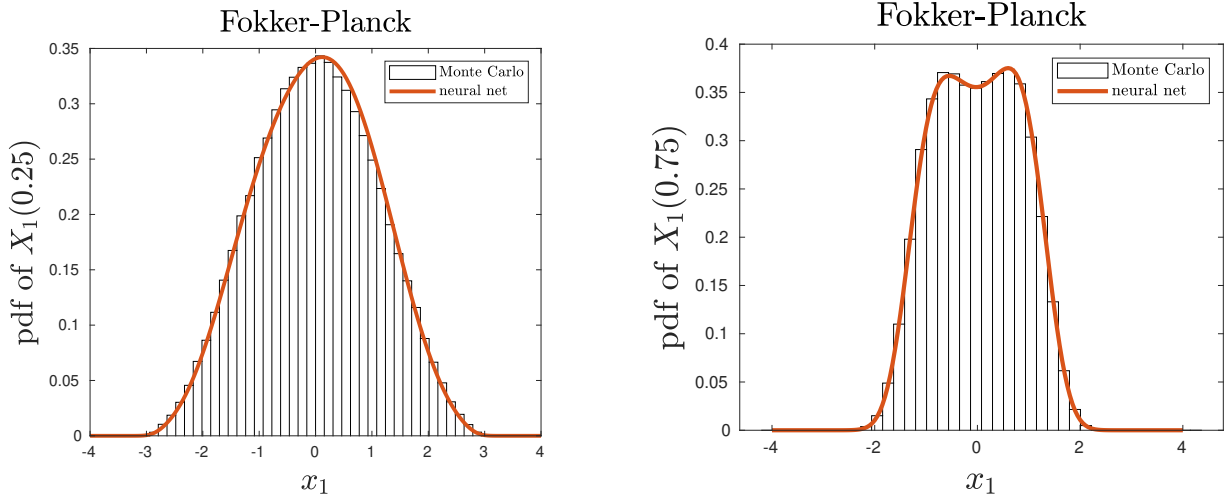 Fokker-Planck
0.35
0.3
0.25
0.2
0.15
0.1
0.05
0
-4 -3 -2 -1 0 1 2 3 4
pdf of X₁(0.25)
x₁
Monte Carlo
neural net
Fokker-Planck
0.4
0.35
0.3
0.25
0.2
0.15
0.1
0.05
0
-4 -2 0 2 4
pdf of X₁(0.75)
x₁
Monte Carlo
neural net